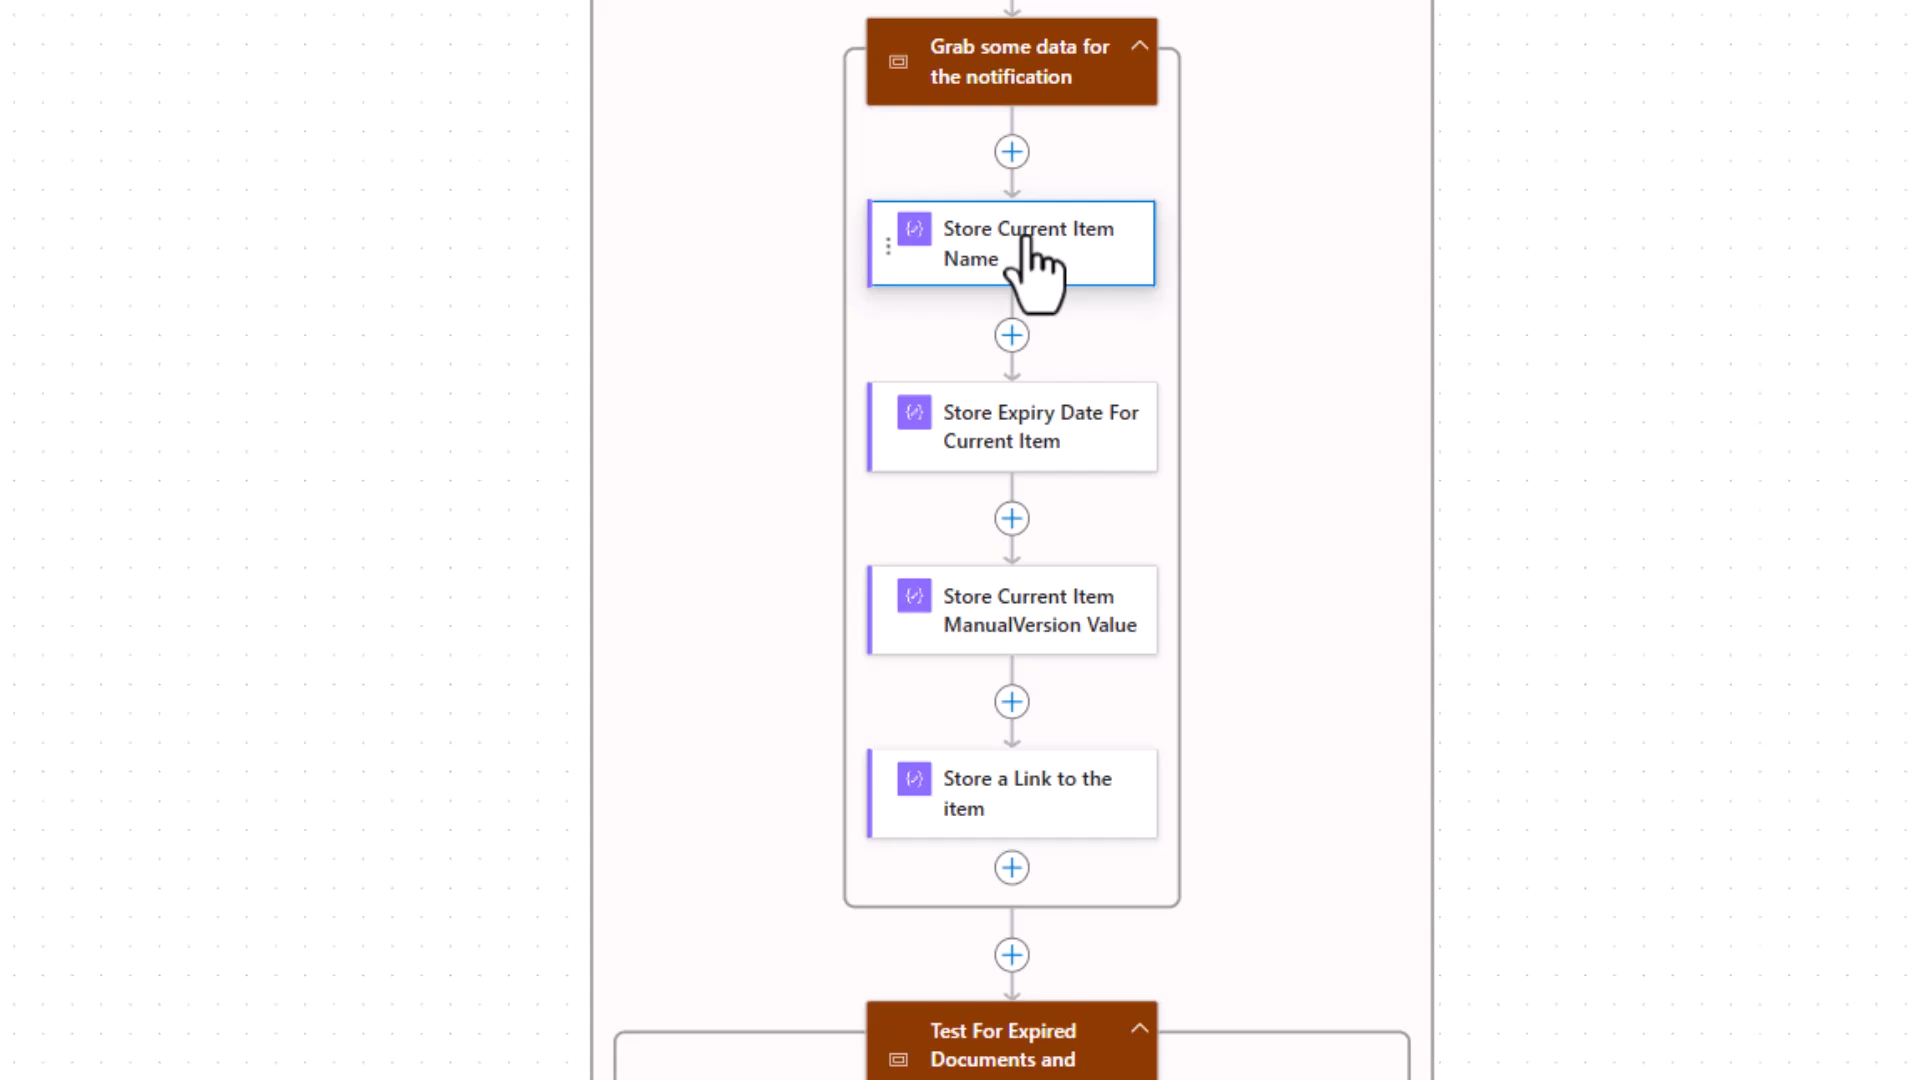 Grab some data for
the notification
Store Current Item
Name
Store Expiry Date For
Current Item
Store Current Item
ManualVersion Value
Store a Link to the
item
Test For Expired
Documents and